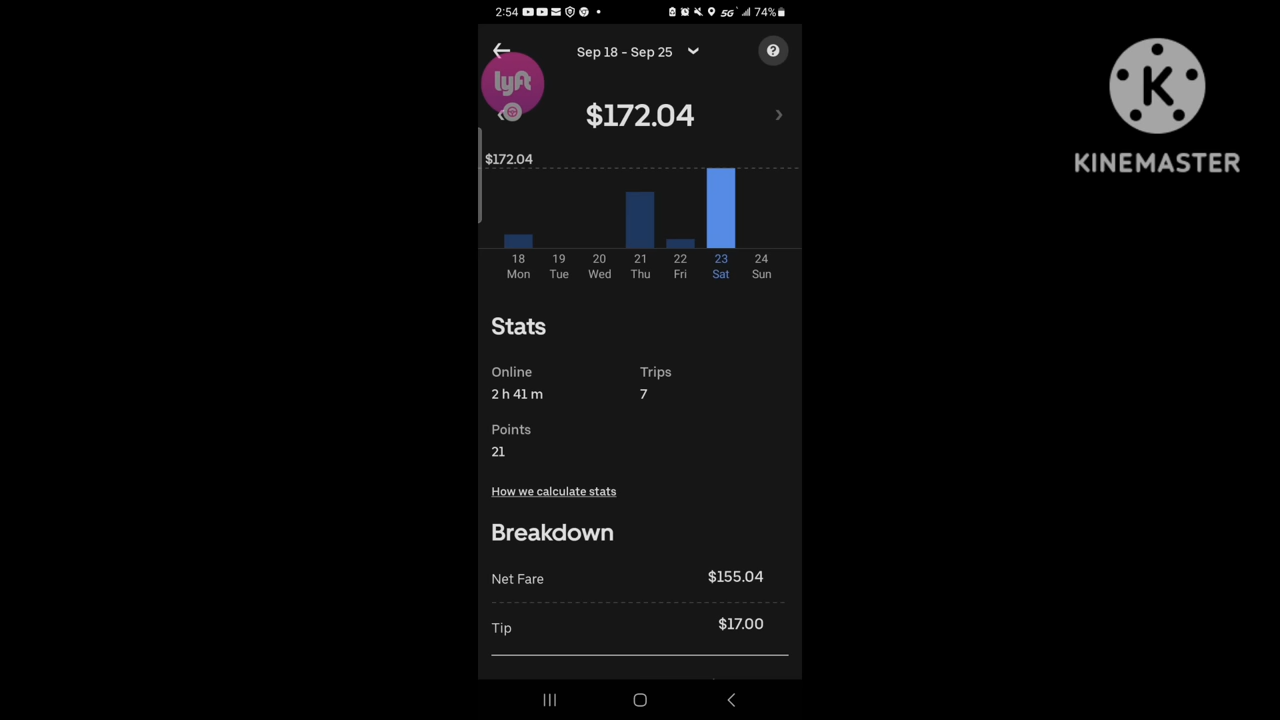 2:54
5G
74%
Sep 18 - Sep 25
?
lyft
$172.04
$172.04
18 19 20 21 22 23 24
Mon Tue Wed Thu Fri Sat Sun
Stats
Online Trips
2 h 41 m 7
Points
21
How we calculate stats
Breakdown
Net Fare $155.04
Tip $17.00
K
KINEMASTER